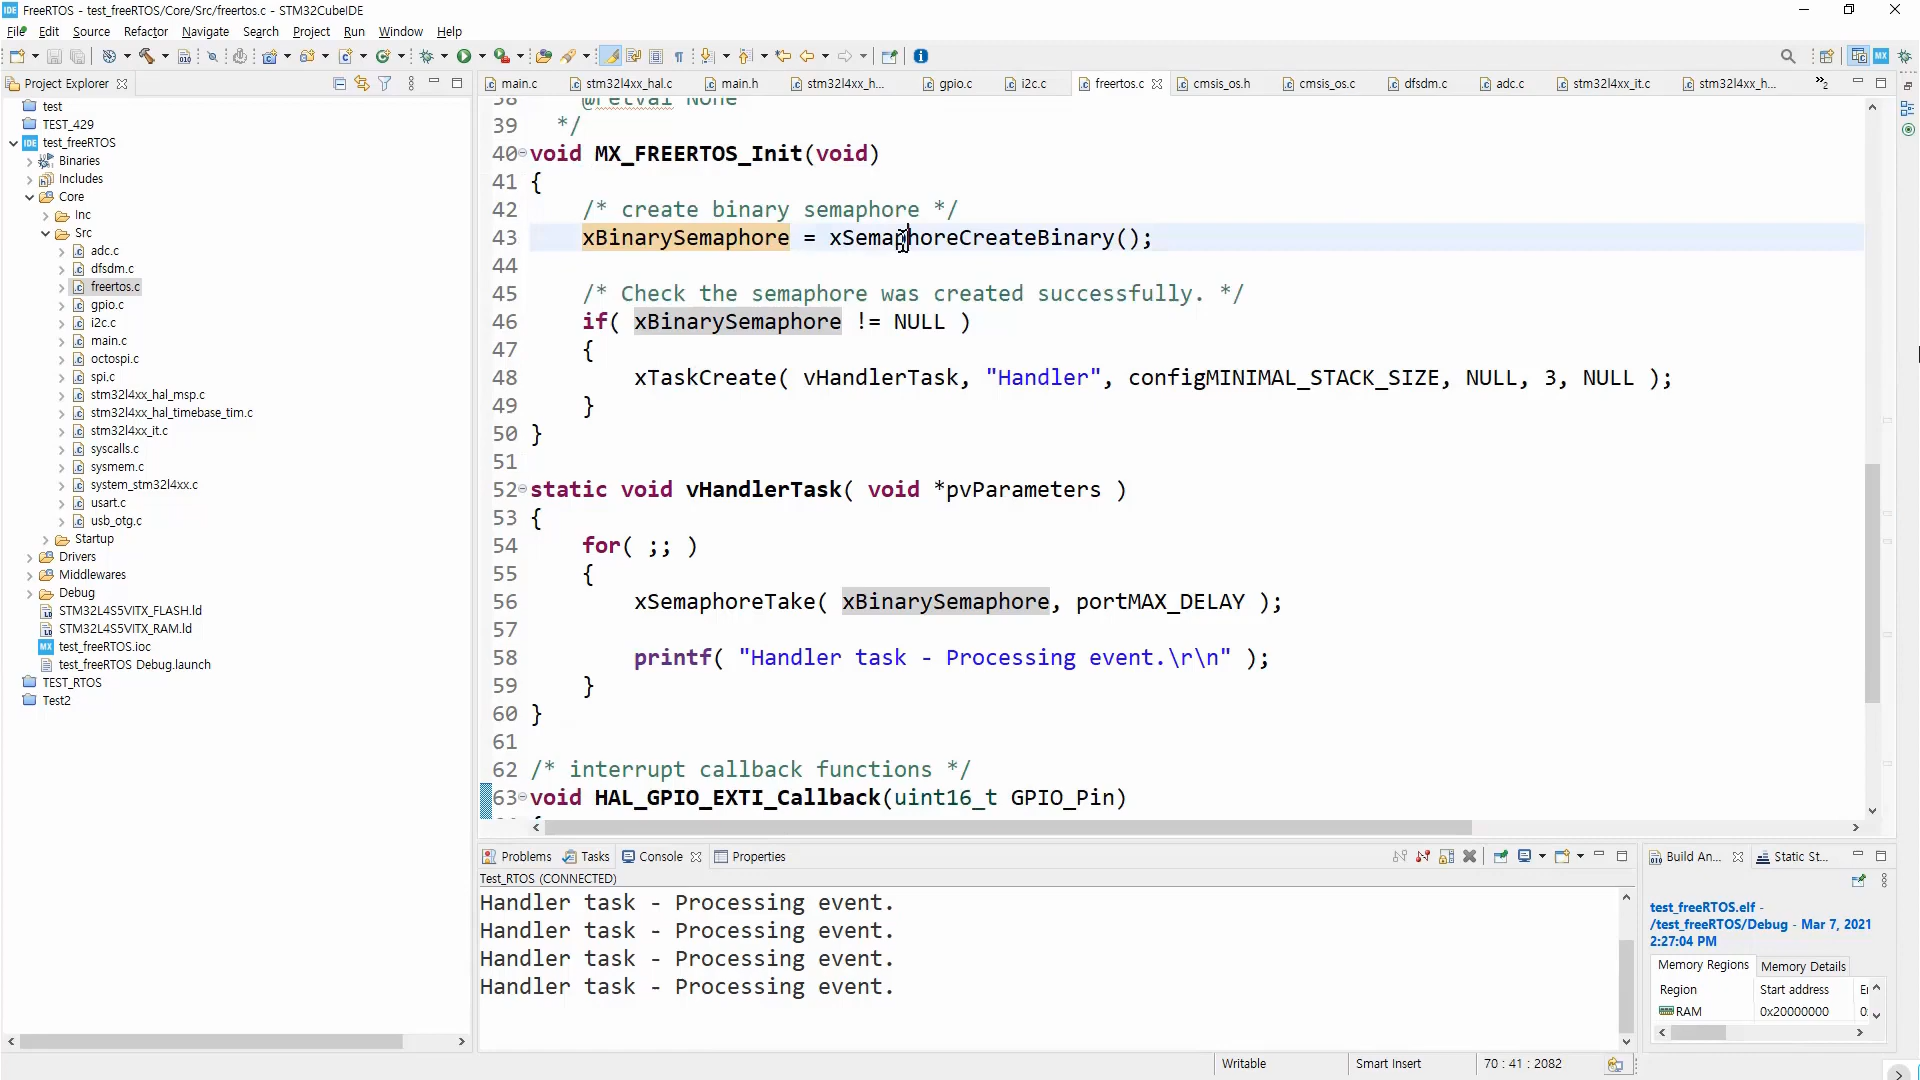 FreeRTOS - test_freeRTOS/Core/Src/freertos.c - STM32CubeIDE
File Edit Source Refactor Navigate Search Project Run Window Help
Project Explorer
main.c stm32l4xx_hal.c main.h stm32l4xx_h... gpio.c i2c.c freertos.c cmsis_os.h cmsis_os.c dfsdm.c adc.c stm32l4xx_it.c stm32l4xx_h... »2
test
TEST_429
test_freeRTOS
Binaries
Includes
Core
Inc
Src
adc.c
dfsdm.c
freertos.c
gpio.c
i2c.c
main.c
octospi.c
spi.c
stm32l4xx_hal_msp.c
stm32l4xx_hal_timebase_tim.c
stm32l4xx_it.c
syscalls.c
sysmem.c
system_stm32l4xx.c
usart.c
usb_otg.c
Startup
Drivers
Middlewares
Debug
STM32L4S5VITX_FLASH.ld
STM32L4S5VITX_RAM.ld
test_freeRTOS.ioc
test_freeRTOS Debug.launch
TEST_RTOS
Test2
38 @retval None
39 */
40 void MX_FREERTOS_Init(void)
41 {
42 /* create binary semaphore */
43 xBinarySemaphore = xSemaphoreCreateBinary();
44
45 /* Check the semaphore was created successfully. */
46 if( xBinarySemaphore != NULL )
47 {
48 xTaskCreate( vHandlerTask, "Handler", configMINIMAL_STACK_SIZE, NULL, 3, NULL );
49 }
50 }
51
52 static void vHandlerTask( void *pvParameters )
53 {
54 for( ;; )
55 {
56 xSemaphoreTake( xBinarySemaphore, portMAX_DELAY );
57
58 printf( "Handler task - Processing event.\r\n" );
59 }
60 }
61
62 /* interrupt callback functions */
63 void HAL_GPIO_EXTI_Callback(uint16_t GPIO_Pin)
Problems Tasks Console Properties
Test_RTOS (CONNECTED)
Handler task - Processing event.
Handler task - Processing event.
Handler task - Processing event.
Handler task - Processing event.
Build An... Static St...
test_freeRTOS.elf -
/test_freeRTOS/Debug - Mar 7, 2021
2:27:04 PM
Memory Regions Memory Details
Region Start address
RAM 0x20000000
Writable Smart Insert 70 : 41 : 2082